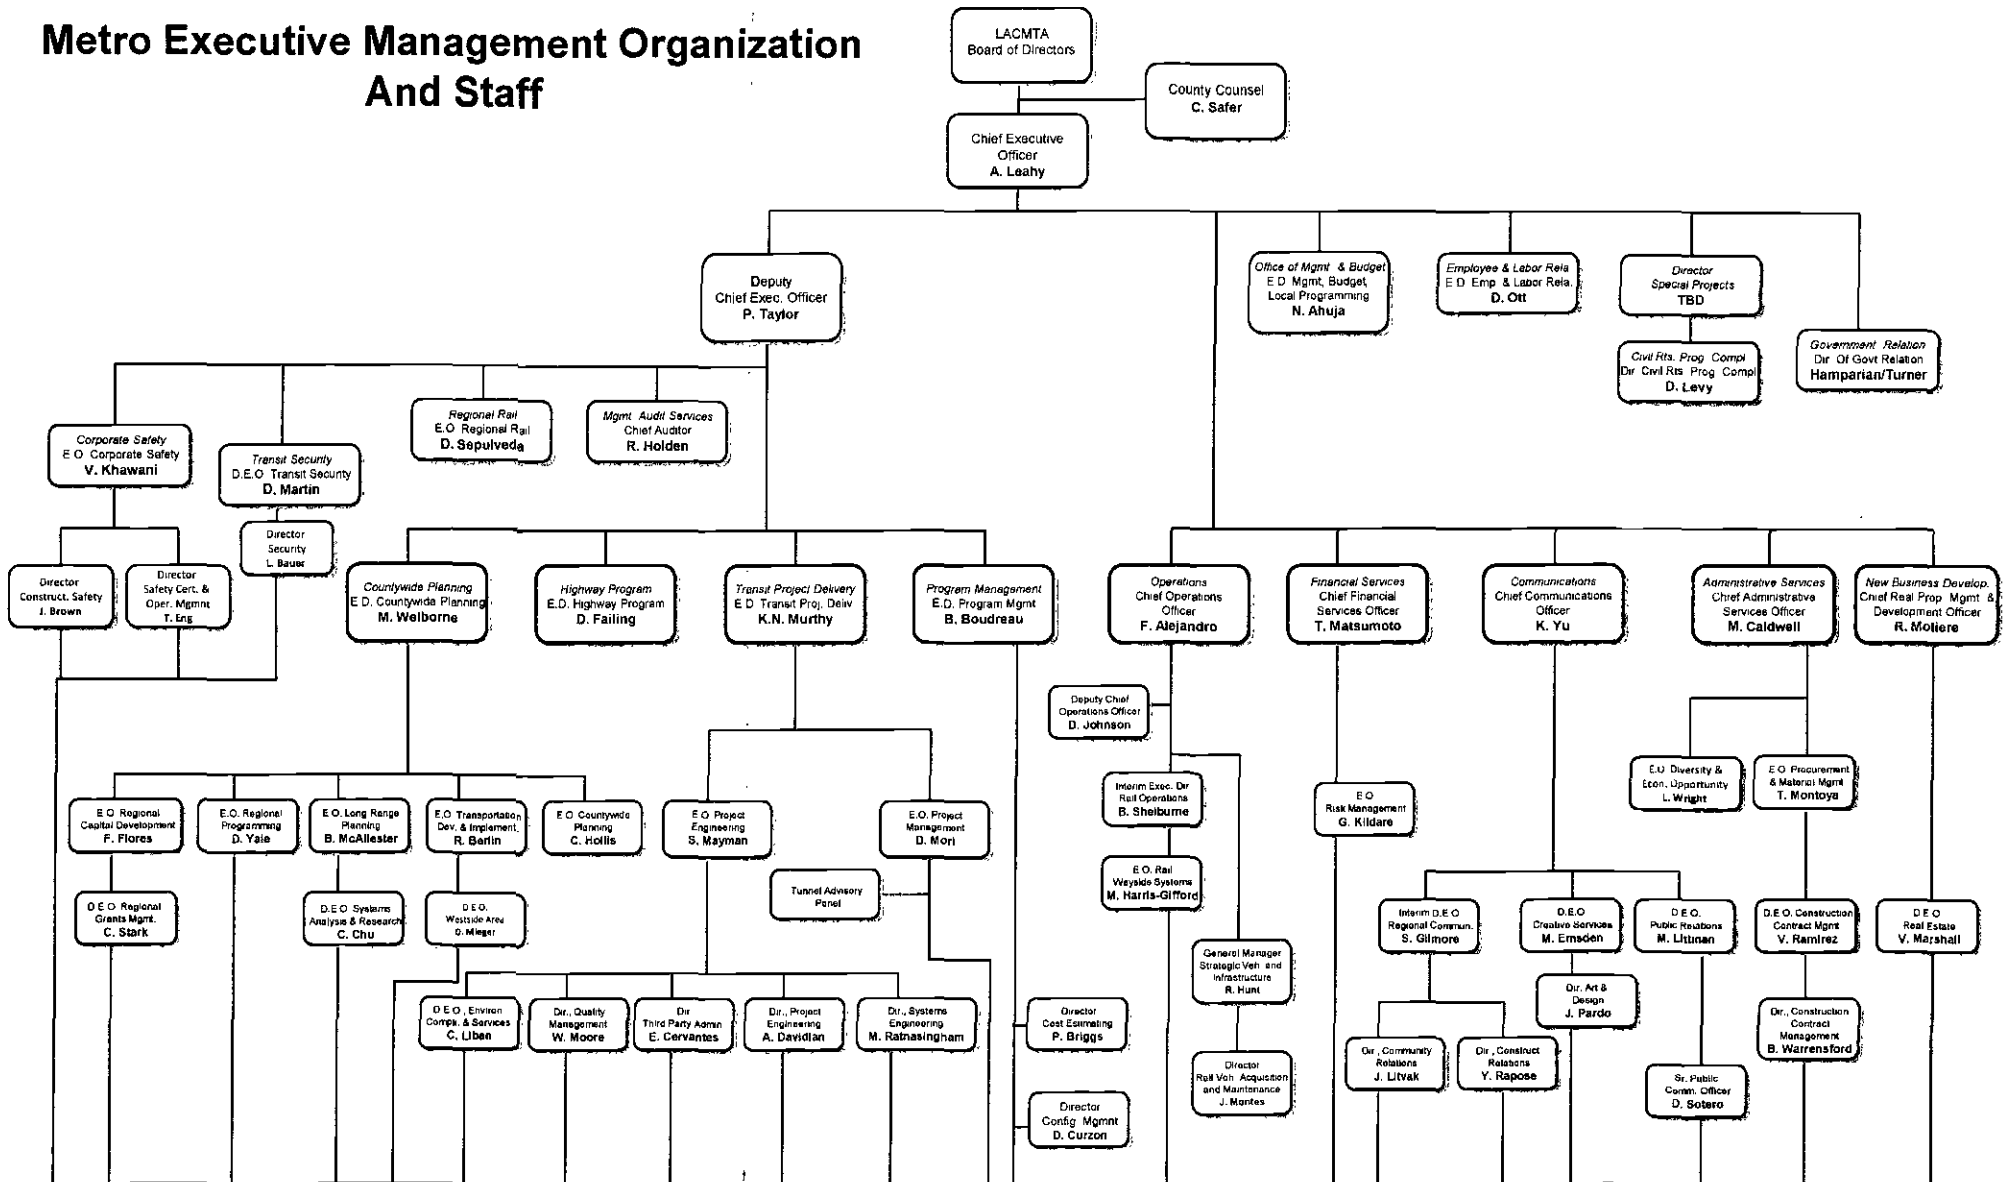 Metro Executive Management Organization
And Staff
LACMTA
Board of Directors
County Counsel
C. Safer
Chief Executive
Officer
A. Leahy
Deputy
Chief Exec. Officer
P. Taylor
Office of Mgmt & Budget
E D Mgmt, Budget,
Local Programming
N. Ahuja
Employee & Labor Rela
E D Emp & Labor Rela.
D. Ott
Director
Special Projects
TBD
Civil Rts. Prog Compl
Dir Civil Rts Prog Compl
D. Levy
Government Relation
Dir Of Govt Relation
Hamparian/Turner
Corporate Safety
E O Corporate Safety
V. Khawani
Transit Security
D.E.O Transit Security
D. Martin
Regional Rail
E.O Regional Rail
D. Sepulveda
Mgmt Audit Services
Chief Auditor
R. Holden
Director
Security
L. Bauer
Director
Construct. Safety
J. Brown
Director
Safety Cert. &
Oper. Mgmnt
T. Eng
Countywide Planning
E D. Countywide Planning
M. Welborne
Highway Program
E.D. Highway Program
D. Failing
Transit Project Delivery
E D Transit Proj. Deliv
K.N. Murthy
Program Management
E.D. Program Mgmt
B. Boudreau
Operations
Chief Operations
Officer
F. Alejandro
Financial Services
Chief Financial
Services Officer
T. Matsumoto
Communications
Chief Communications
Officer
K. Yu
Administrative Services
Chief Administrative
Services Officer
M. Caldwell
New Business Develop.
Chief Real Prop Mgmt &
Development Officer
R. Moliere
Deputy Chief
Operations Officer
D. Johnson
E O Regional
Capital Development
F. Flores
E.O. Regional
Programming
D. Yale
E O. Long Range
Planning
B. McAllester
E.O Transportation
Dev. & Implement.
R. Berlin
E O Countywide
Planning
C. Hollis
E O Project
Engineering
S. Mayman
E.O. Project
Management
D. Mori
Tunnel Advisory
Panel
Interim Exec. Dir
Rail Operations
B. Shelburne
E O. Rail
Wayside Systems
M. Harris-Gifford
E O
Risk Management
G. Kildare
E.O Diversity &
Econ. Opportunity
L. Wright
E O Procurement
& Material Mgmt
T. Montoya
D E O Regional
Grants Mgmt.
C. Stark
D.E.O Systems
Analysis & Research
C. Chu
D.E.O.
Westside Area
D. Mieger
General Manager
Strategic Veh and
Infrastructure
R. Hunt
Interim D.E.O
Regional Commun.
S. Gilmore
D.E.O
Creative Services
M. Emsden
D E O.
Public Relations
M. Littman
D.E.O. Construction
Contract Mgmt
V. Ramirez
D E O
Real Estate
V. Marshall
D E O , Environ
Compli. & Services
C. Liban
Dir., Quality
Management
W. Moore
Dir
Third Party Admin
E. Cervantes
Dir., Project
Engineering
A. Davidian
Dir., Systems
Engineering
M. Ratnasingham
Director
Cost Estimating
P. Briggs
Director
Config Mgmnt
D. Curzon
Director
Rail Veh Acquisition
and Maintenance
J. Montes
Dir , Community
Relations
J. Litvak
Dir , Construct
Relations
Y. Rapose
Dir. Art &
Design
J. Pardo
Sr. Public
Comm. Officer
D. Sotero
Dir., Construction
Contract
Management
B. Warrensford